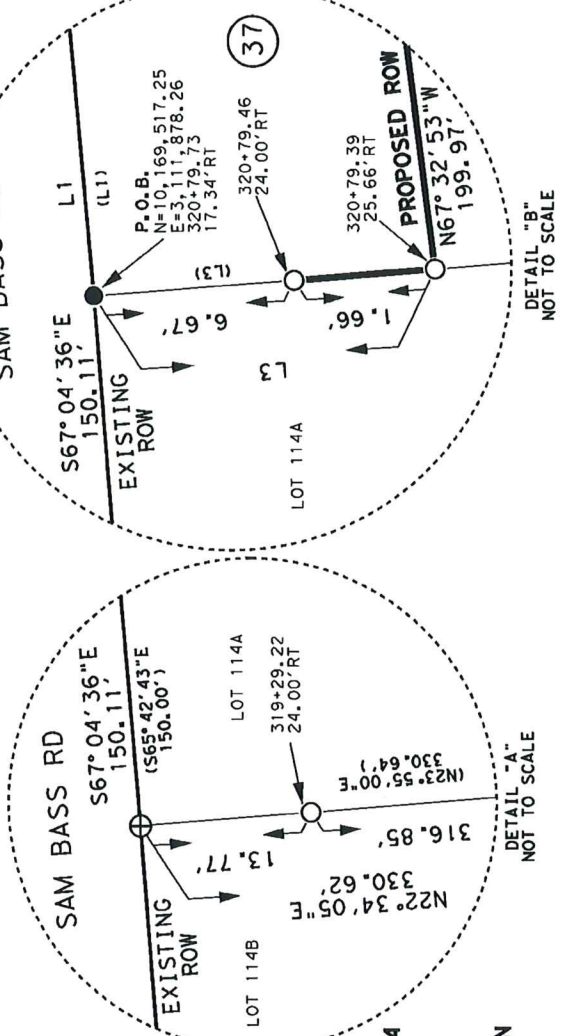 SAM BASS RD
S67°04'36"E
150.11'
(S65°42'43"E
150.00')
EXISTING
ROW
LOT 114B
LOT 114A
319+29.22
24.00'RT
13.77'
316.85'
N22°34'05"E
330.62'
(N23°55'00"E
330.64')
DETAIL "A"
NOT TO SCALE
S67°04'36"E
150.11'
EXISTING
ROW
L1
(L1)
P.O.B.
N=10,169,517.25
E=3,111,878.26
320+79.73
17.34'RT
37
320+79.46
24.00'RT
(L3)
6.67'
1.66'
L3
LOT 114A
320+79.39
25.66'RT
PROPOSED ROW
N67°32'53"W
199.97'
DETAIL "B"
NOT TO SCALE